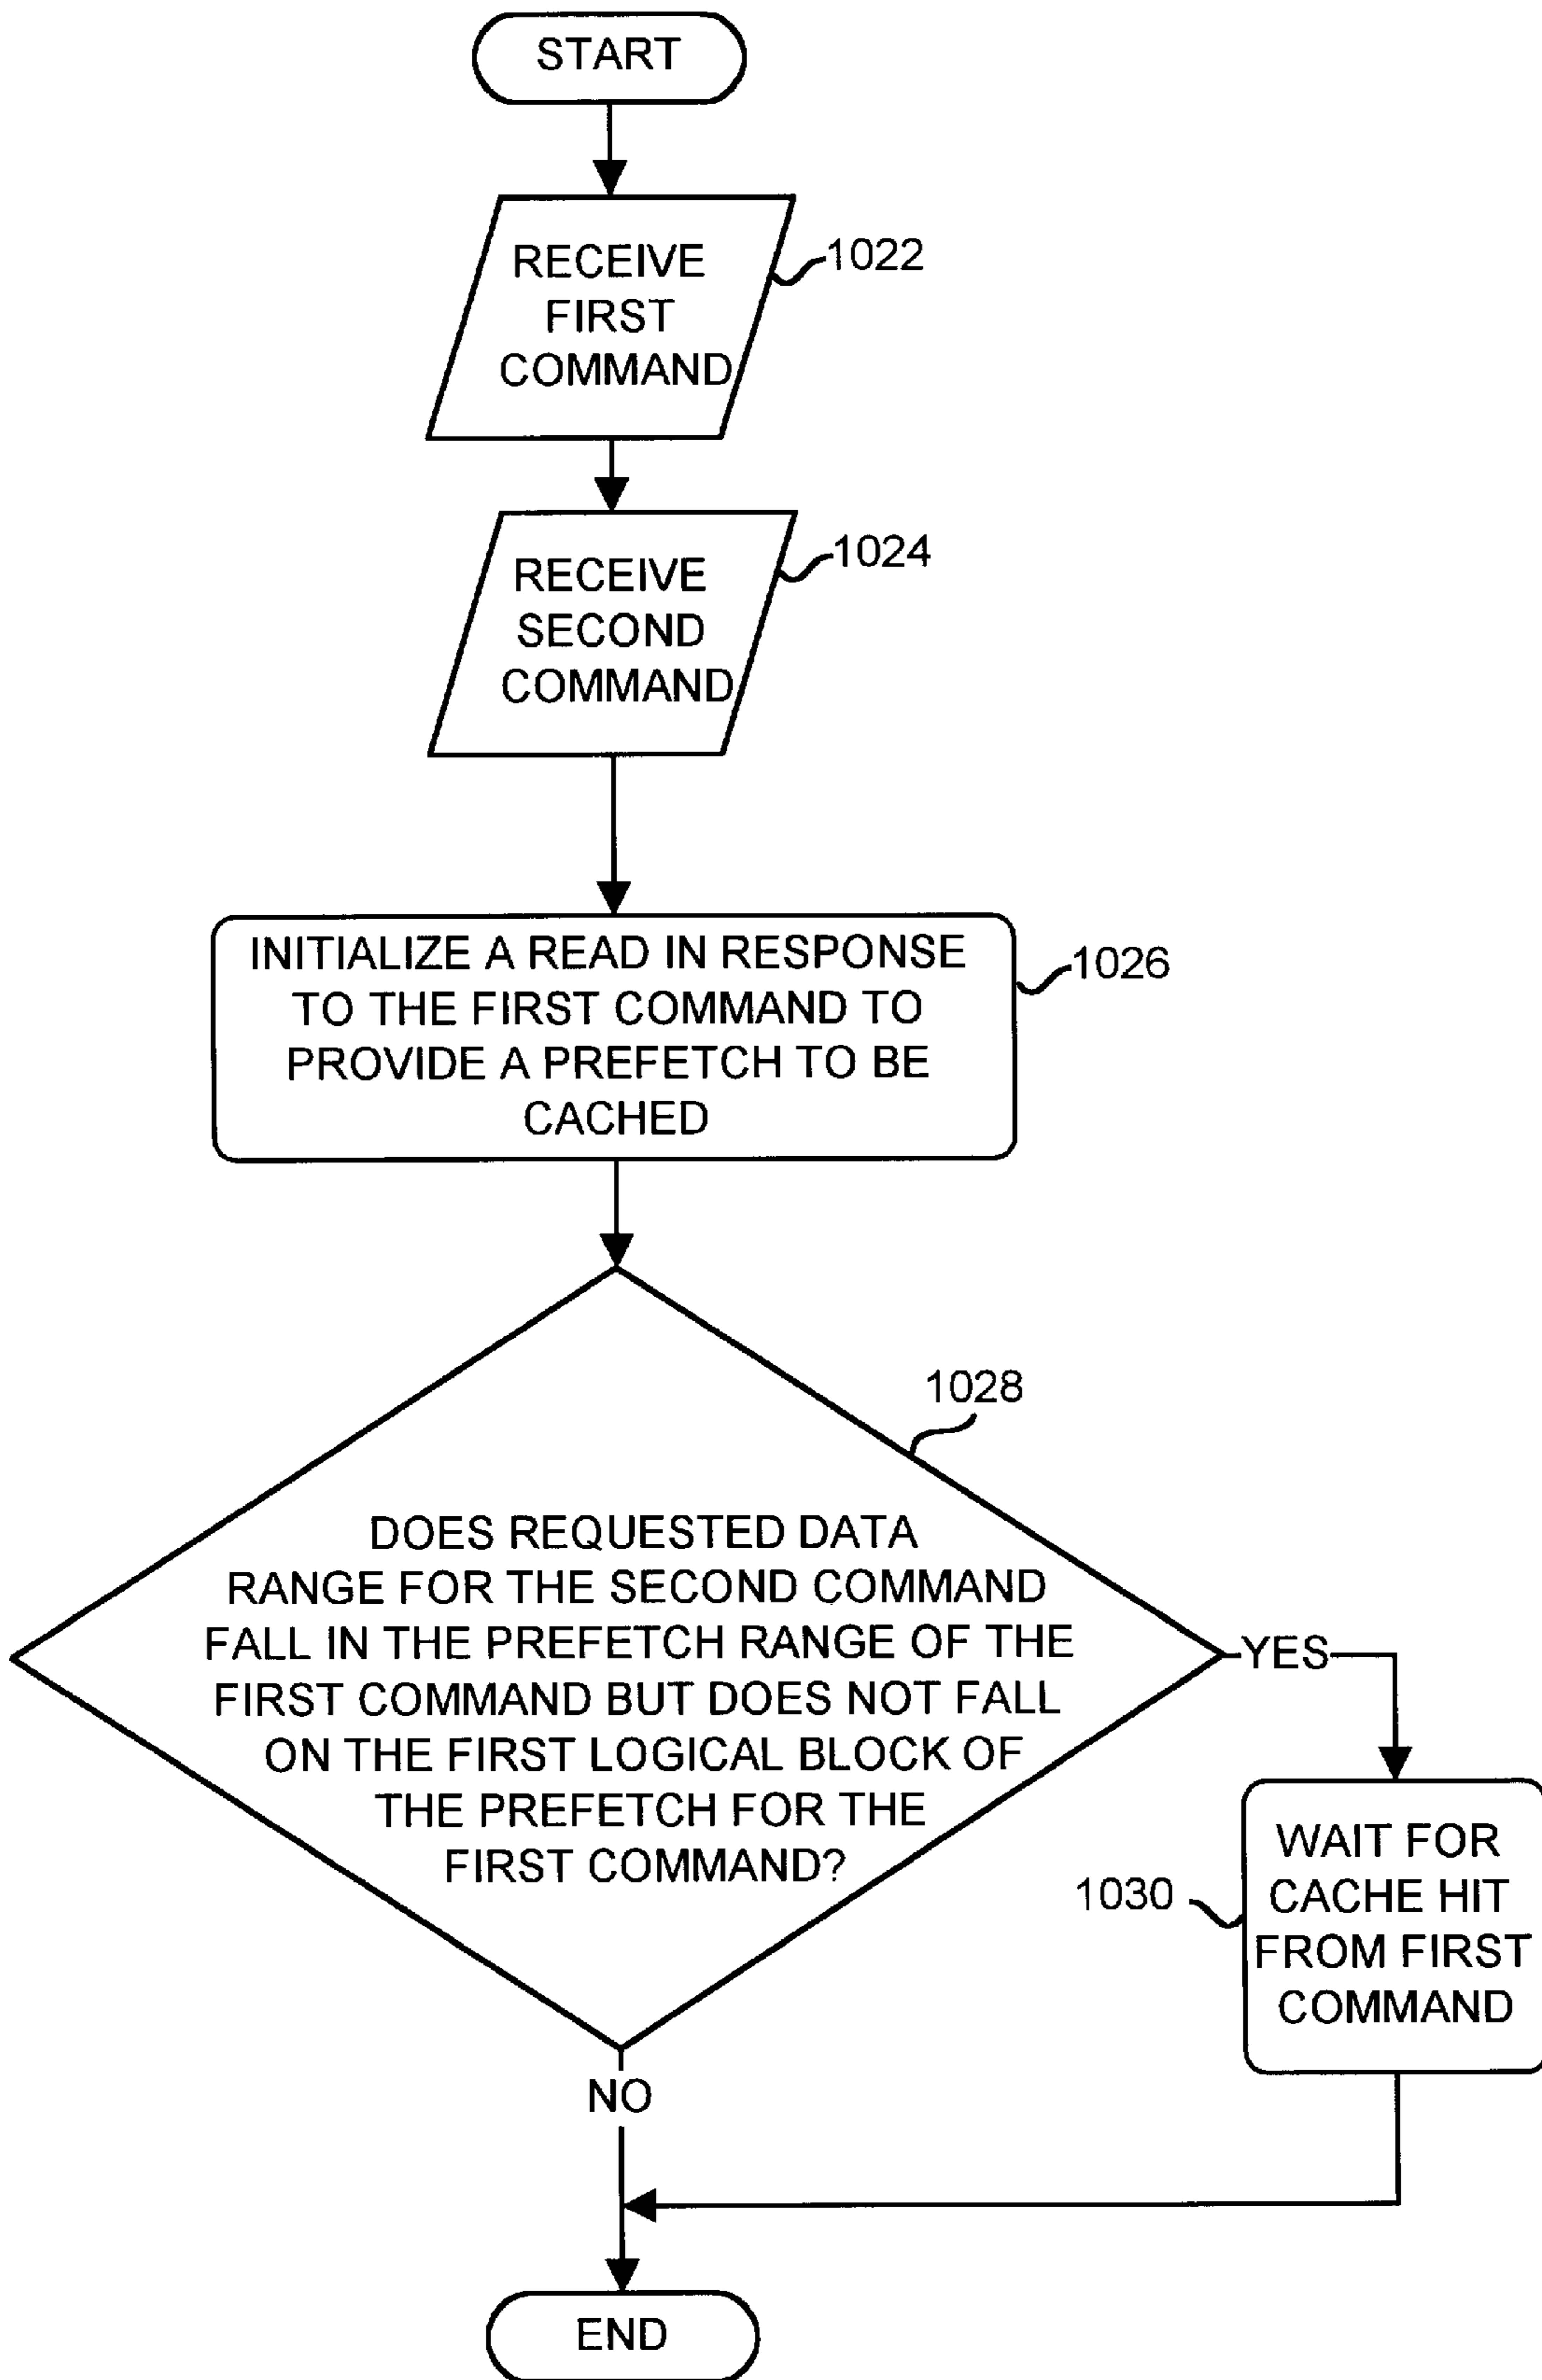 START
RECEIVE
FIRST
COMMAND
1022
RECEIVE
SECOND
COMMAND
1024
INITIALIZE A READ IN RESPONSE
TO THE FIRST COMMAND TO
PROVIDE A PREFETCH TO BE
CACHED
1026
1028
DOES REQUESTED DATA
RANGE FOR THE SECOND COMMAND
FALL IN THE PREFETCH RANGE OF THE
FIRST COMMAND BUT DOES NOT FALL
ON THE FIRST LOGICAL BLOCK OF
THE PREFETCH FOR THE
FIRST COMMAND?
YES
WAIT FOR
CACHE HIT
FROM FIRST
COMMAND
1030
NO
END